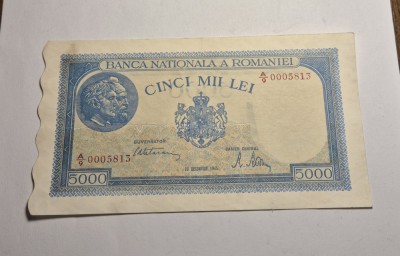 BANCA NATIONALA A ROMANIEI
CINCI MII LEI
A/9 0005813
GUVERNATOR
CASIER CENTRAL
A/9 0005813
5000
5000